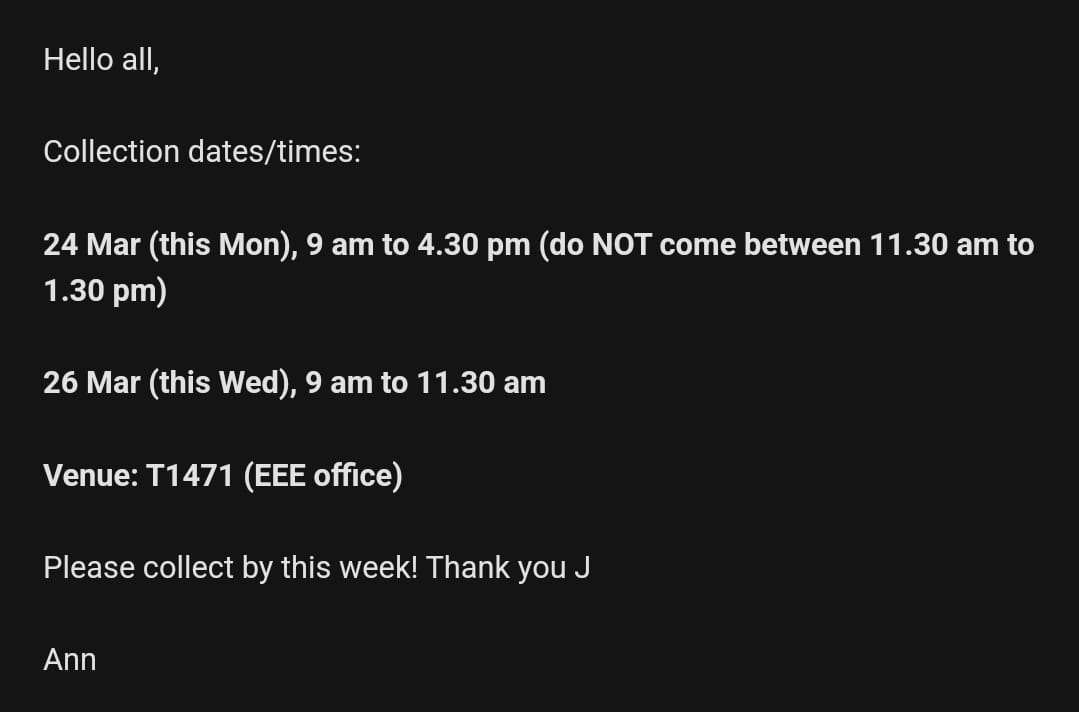 Hello all,
Collection dates/times:
24 Mar (this Mon), 9 am to 4.30 pm (do NOT come between 11.30 am to
1.30 pm)
26 Mar (this Wed), 9 am to 11.30 am
Venue: T1471 (EEE office)
Please collect by this week! Thank you J
Ann